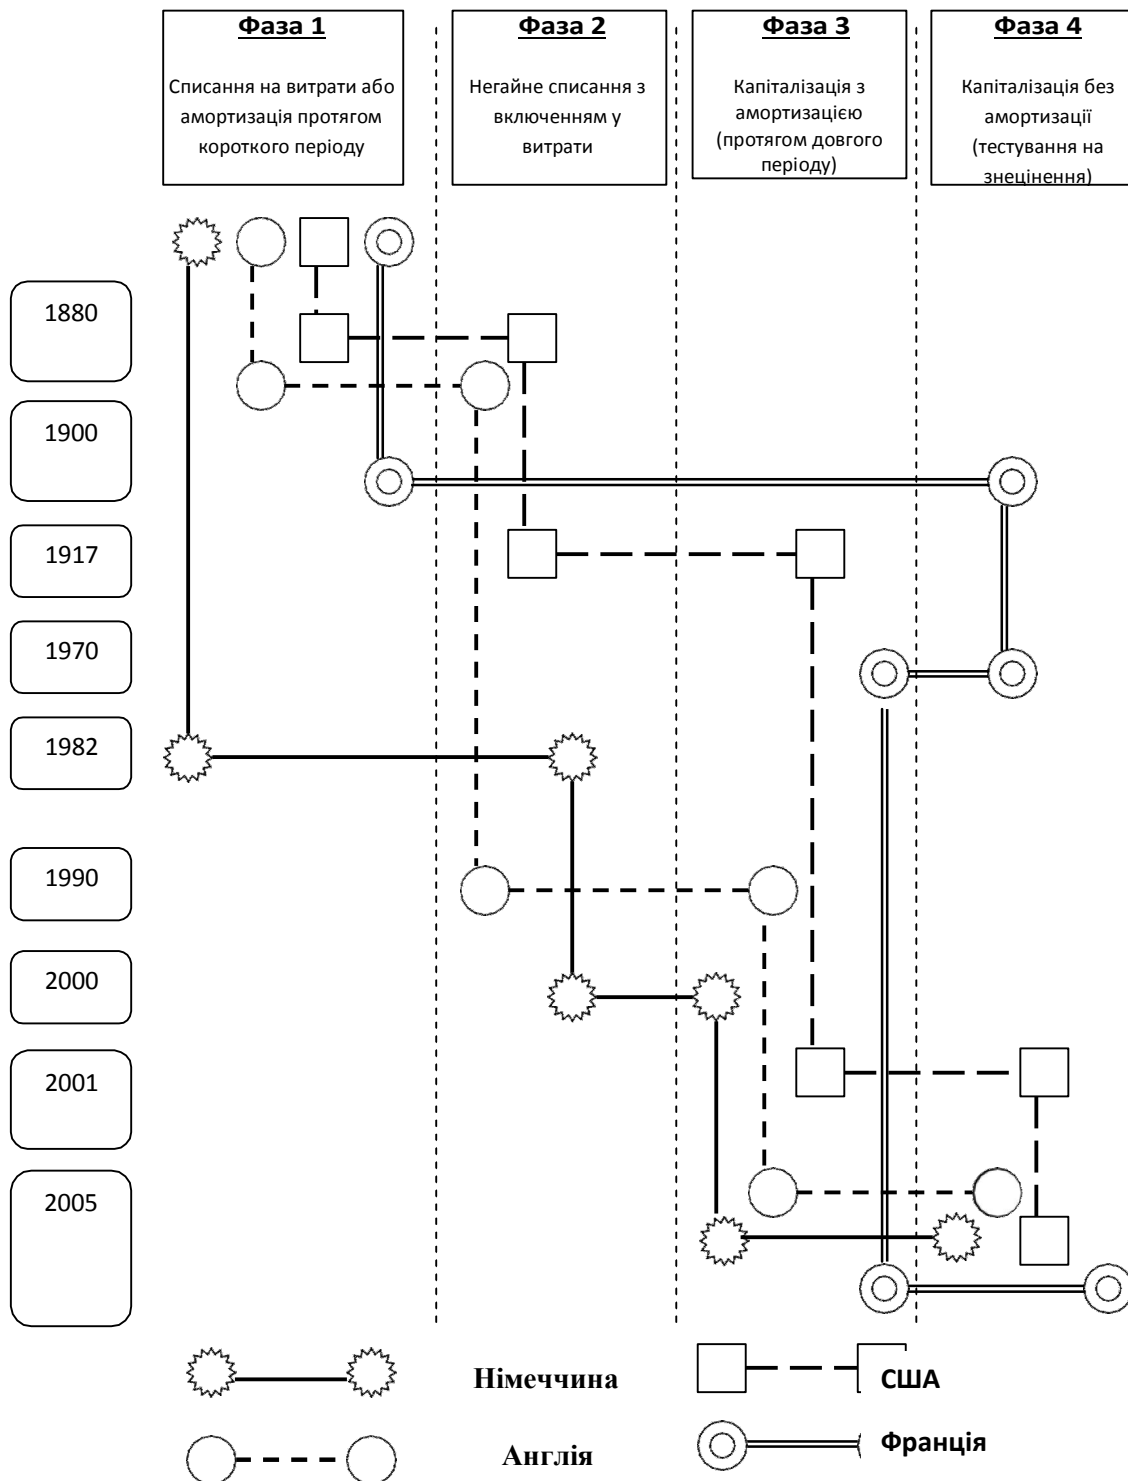 Фаза 1
Списання на витрати або
амортизація протягом
короткого періоду
Фаза 2
Негайне списання з
включенням у
витрати
Фаза 3
Капіталізація з
амортизацією
(протягом довгого
періоду)
Фаза 4
Капіталізація без
амортизації
(тестування на
знецінення)
1880
1900
1917
1970
1982
1990
2000
2001
2005
Німеччина
США
Англія
Франція